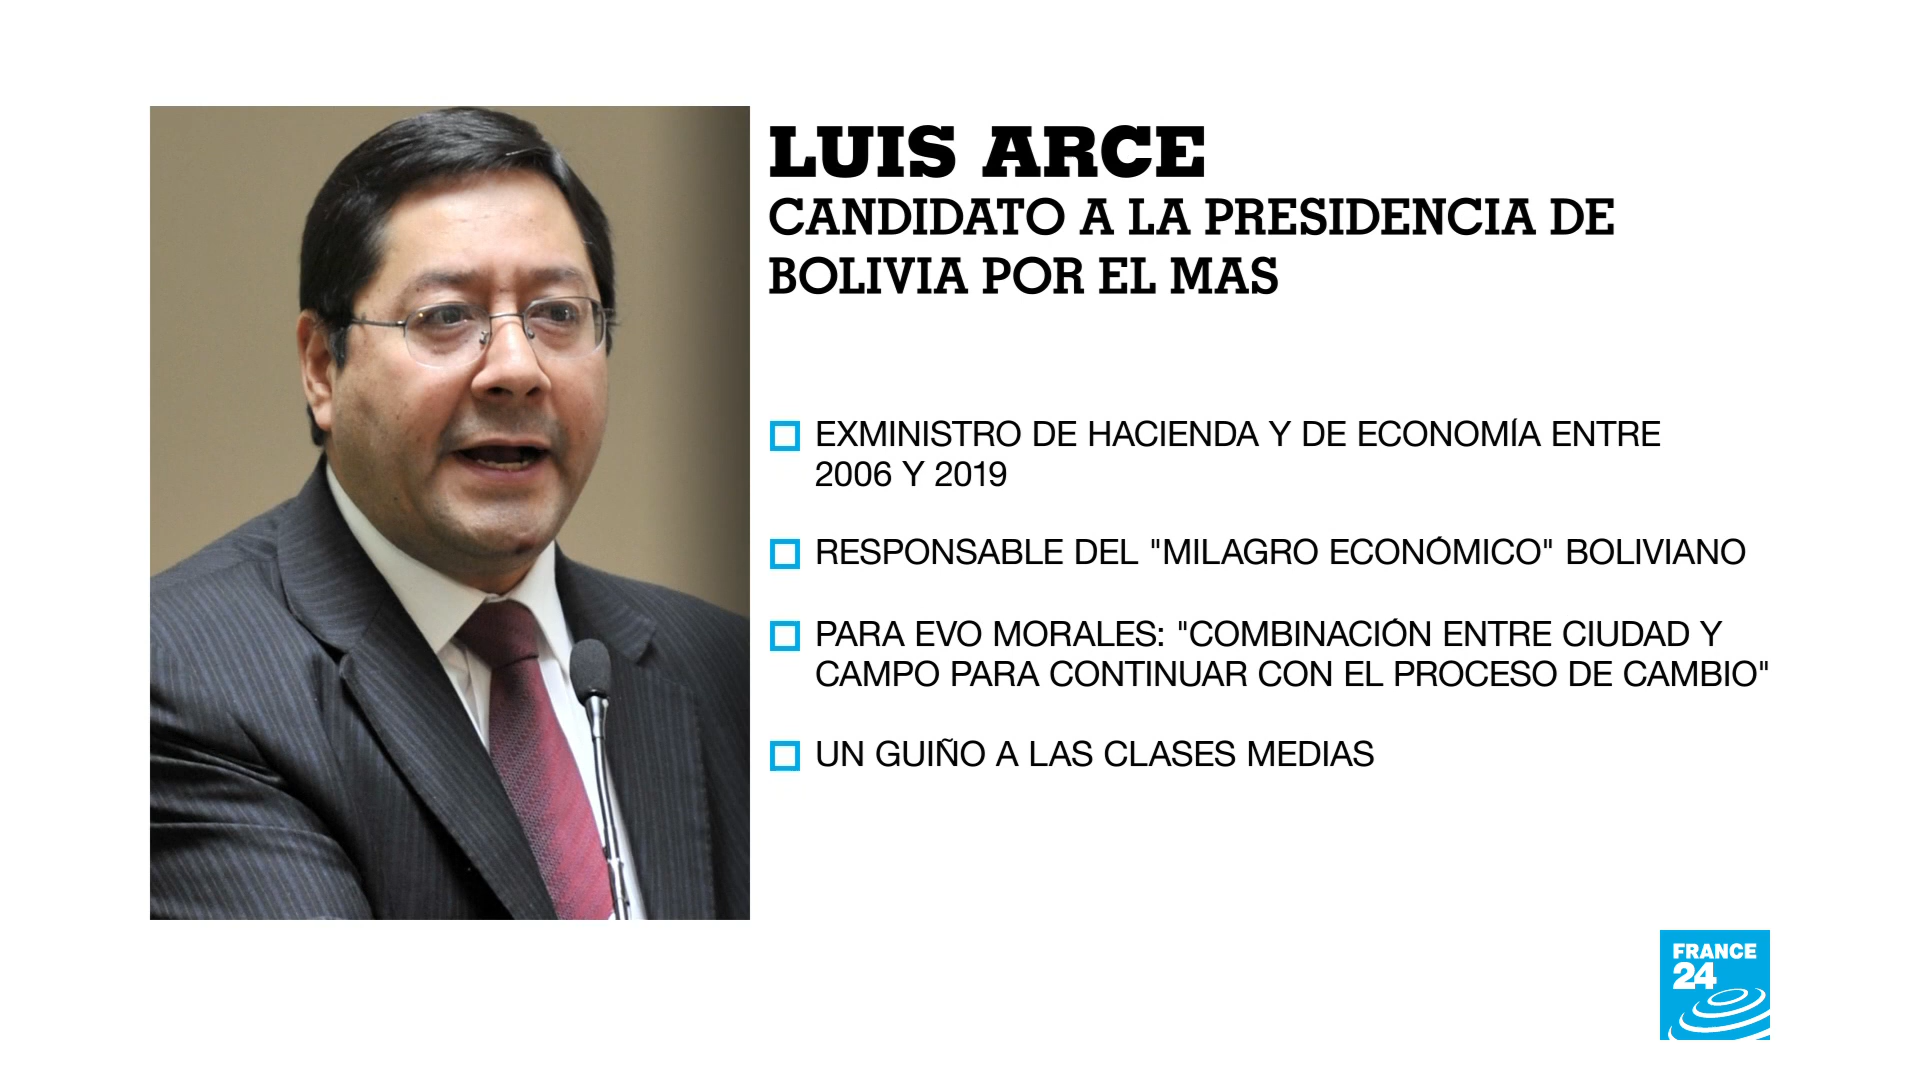 LUIS ARCE
CANDIDATO A LA PRESIDENCIA DE
BOLIVIA POR EL MAS
EXMINISTRO DE HACIENDA Y DE ECONOMÍA ENTRE
2006 Y 2019
RESPONSABLE DEL "MILAGRO ECONÓMICO" BOLIVIANO
PARA EVO MORALES: "COMBINACIÓN ENTRE CIUDAD Y
CAMPO PARA CONTINUAR CON EL PROCESO DE CAMBIO"
UN GUIÑO A LAS CLASES MEDIAS
FRANCE
24